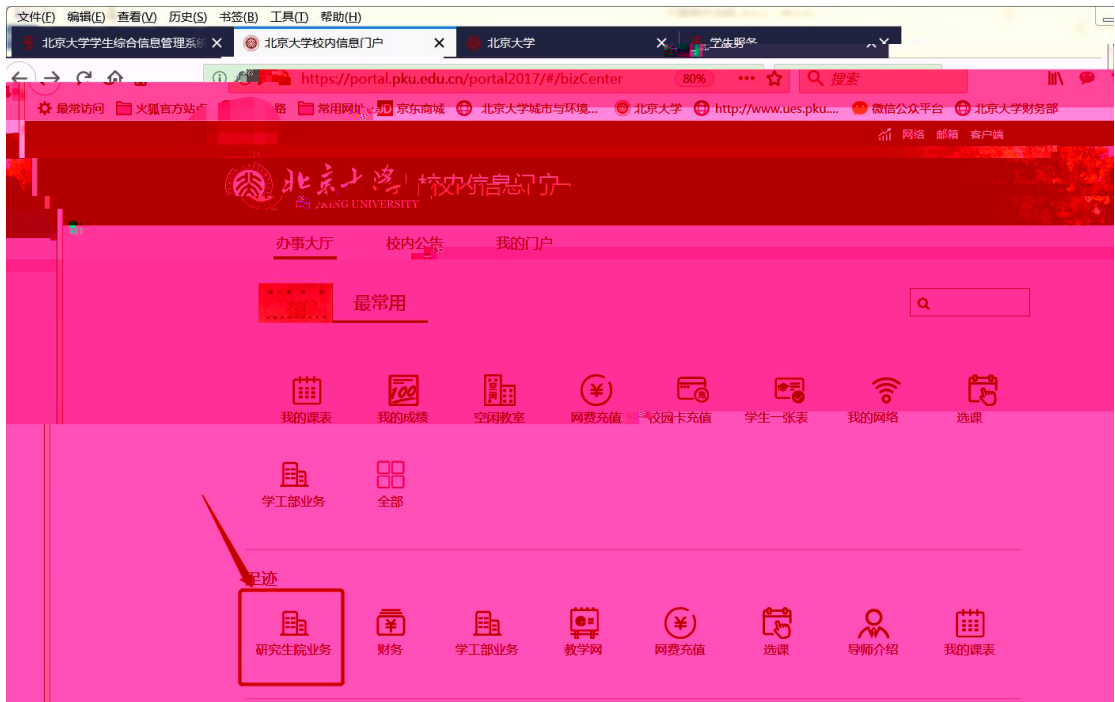 文件(F) 编辑(E) 查看(V) 历史(S) 书签(B) 工具(T) 帮助(H)
北京大学学生综合信息管理系统 北京大学校内信息门户 北京大学
https://portal.pku.edu.cn/portal2017/#/bizCenter 80% 搜索
最常访问 火狐官方站点 常用网址 JD 京东商城 北京大学城市与环境... 北京大学 http://www.ues.pku.... 微信公众平台 北京大学财务部
网络 邮箱 客户端
北京大学 校内信息门户
PEKING UNIVERSITY
办事大厅 校内公告 我的门户
最常用
我的课表 我的成绩 空闲教室 网费充值 校园卡充值 学生一张表 我的网络 选课
学工部业务 全部
足迹
研究生院业务 财务 学工部业务 教学网 网费充值 选课 导师介绍 我的课表